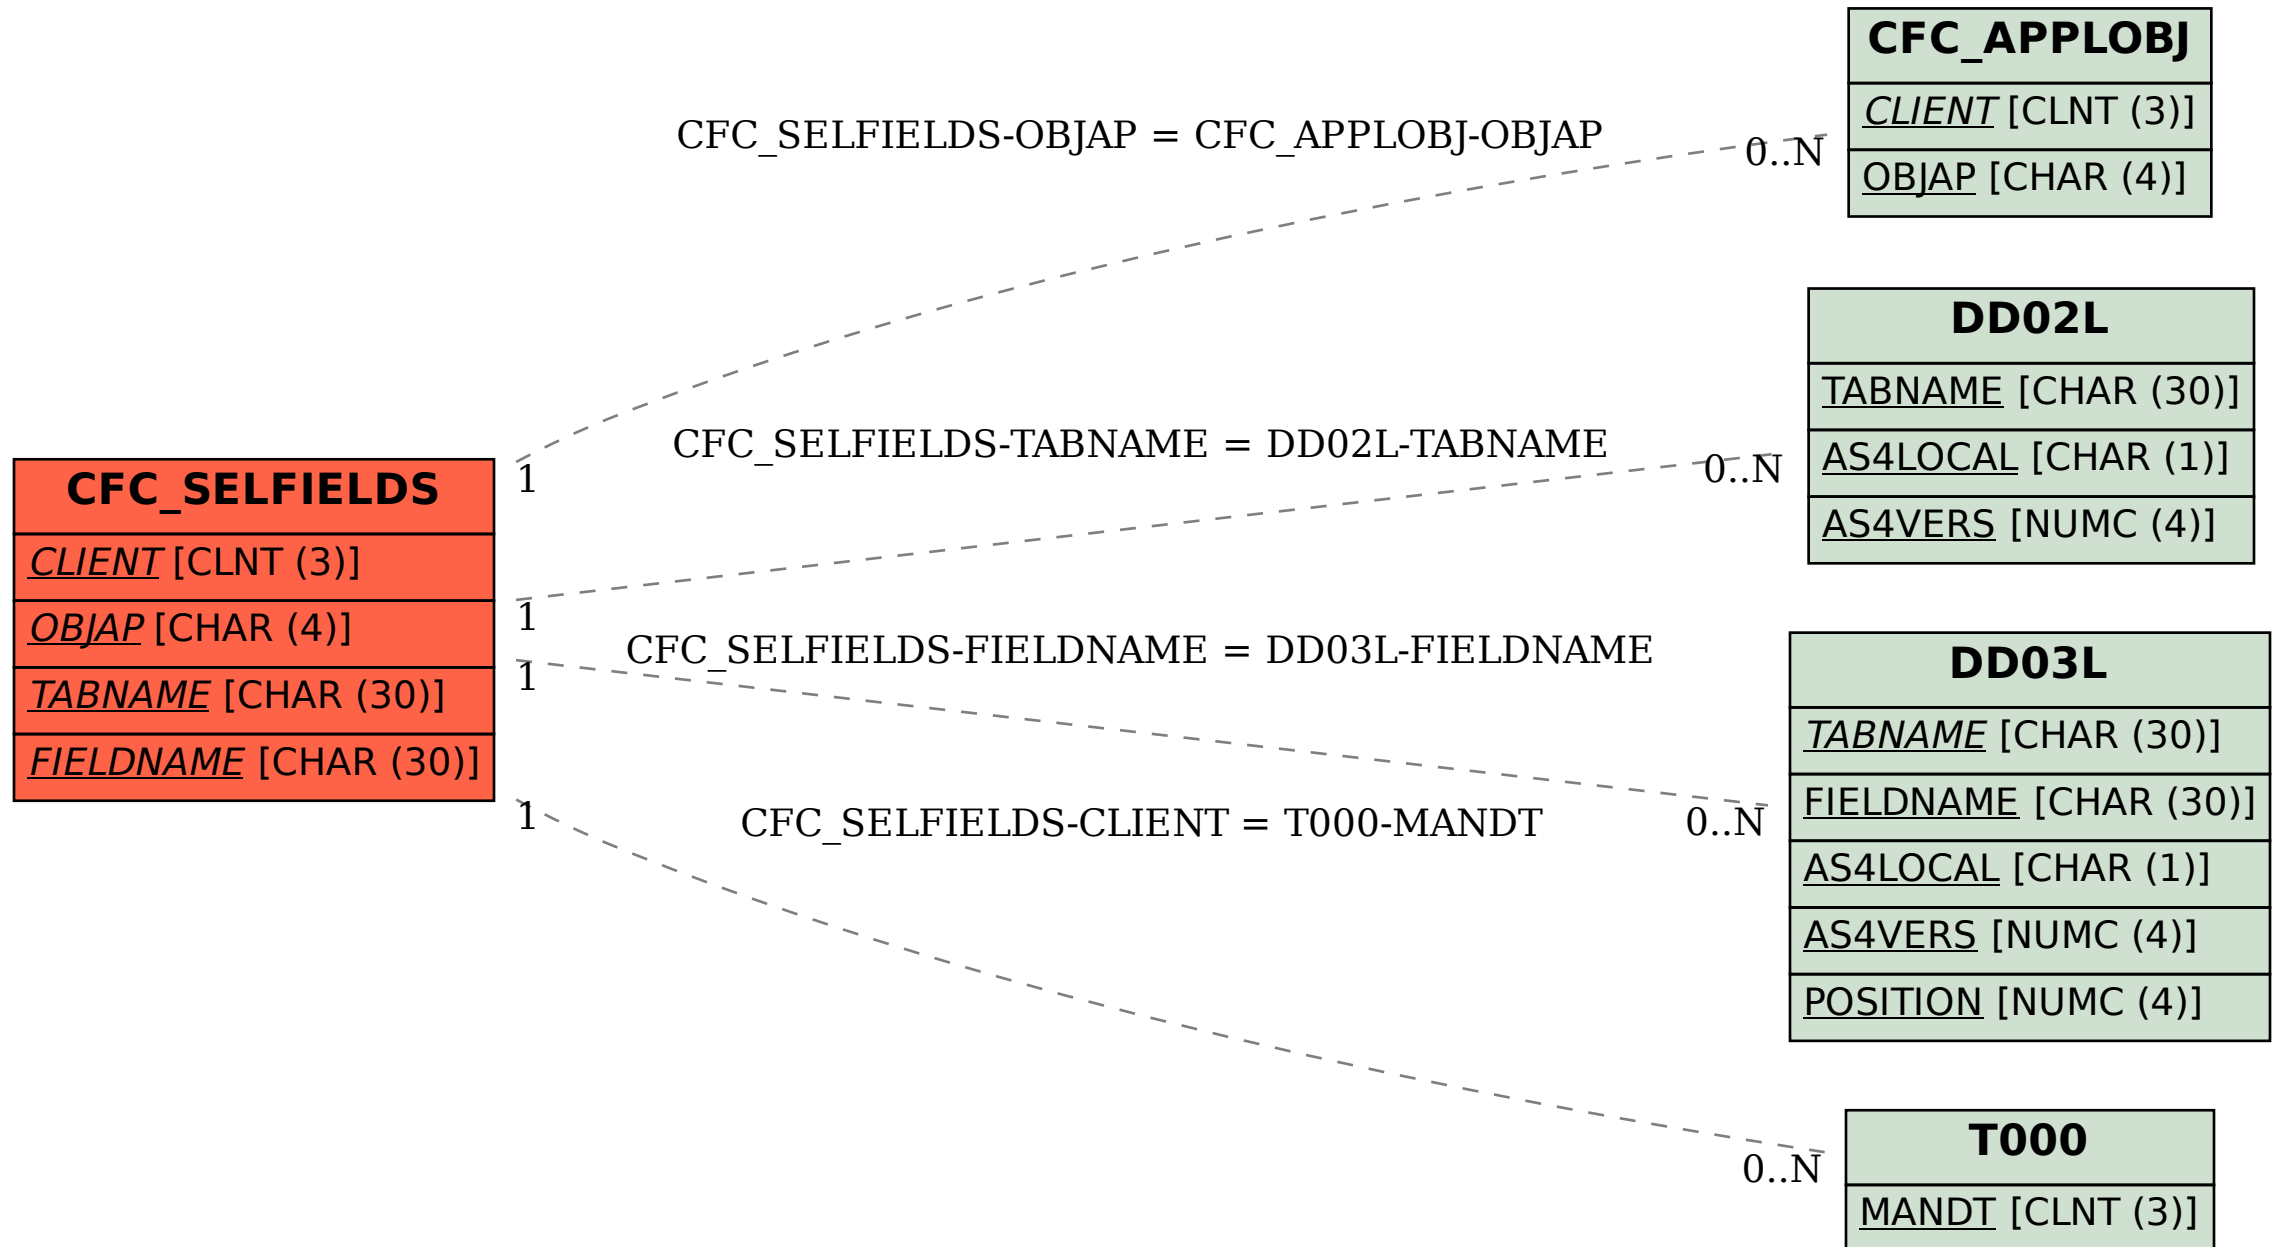 CFC_APPLOBJ
CLIENT [CLNT (3)]
OBJAP [CHAR (4)]
CFC_SELFIELDS-OBJAP = CFC_APPLOBJ-OBJAP
0..N
1
DD02L
TABNAME [CHAR (30)]
AS4LOCAL [CHAR (1)]
AS4VERS [NUMC (4)]
CFC_SELFIELDS-TABNAME = DD02L-TABNAME
0..N
1
CFC_SELFIELDS
CLIENT [CLNT (3)]
OBJAP [CHAR (4)]
TABNAME [CHAR (30)]
FIELDNAME [CHAR (30)]
CFC_SELFIELDS-FIELDNAME = DD03L-FIELDNAME
1
0..N
DD03L
TABNAME [CHAR (30)]
FIELDNAME [CHAR (30)]
AS4LOCAL [CHAR (1)]
AS4VERS [NUMC (4)]
POSITION [NUMC (4)]
CFC_SELFIELDS-CLIENT = T000-MANDT
1
0..N
T000
MANDT [CLNT (3)]